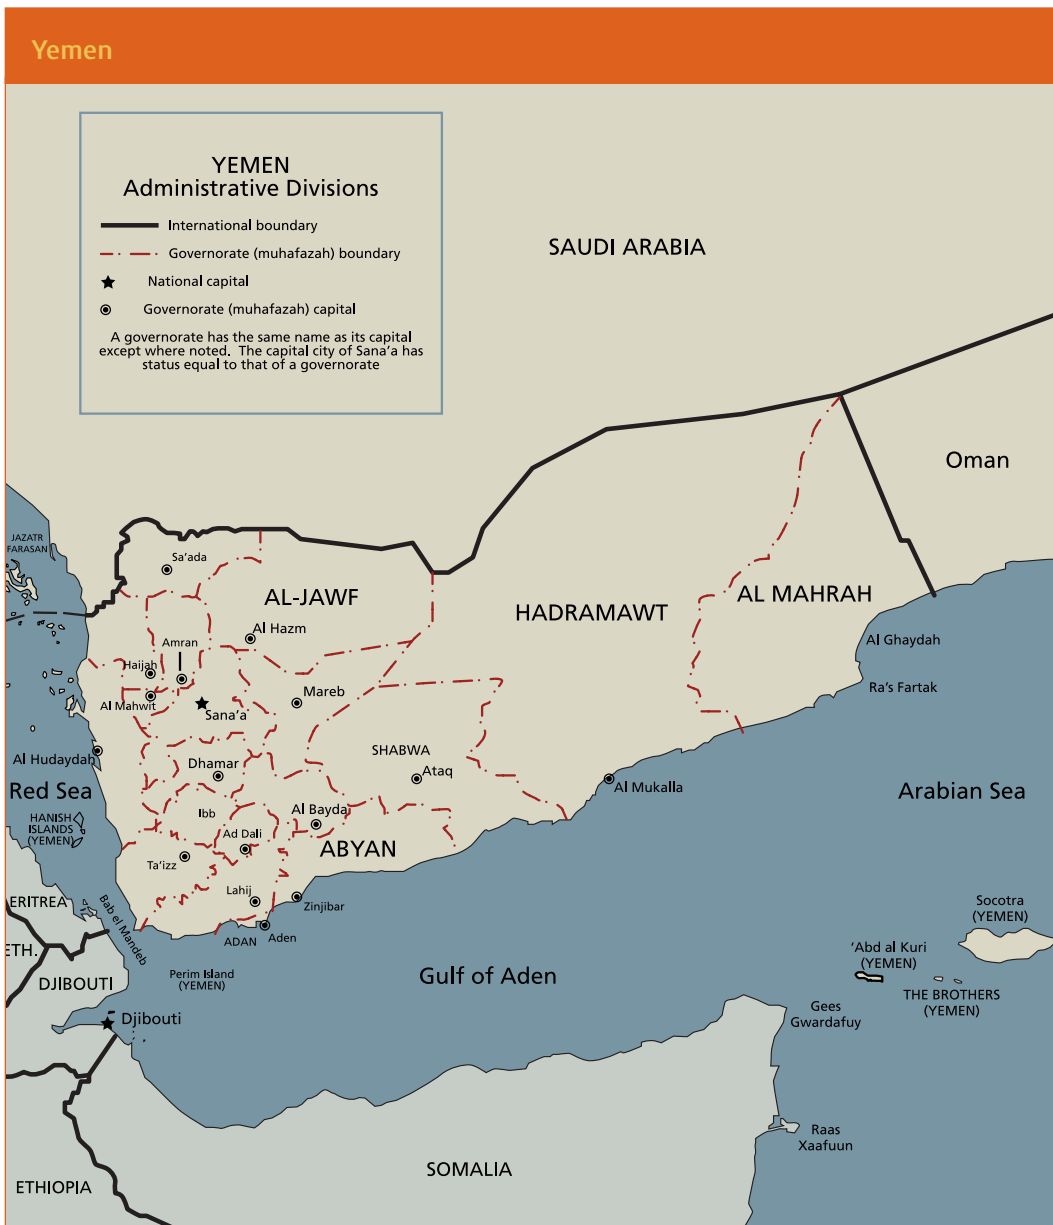 Yemen
YEMEN
Administrative Divisions
International boundary
Governorate (muhafazah) boundary
National capital
Governorate (muhafazah) capital
A governorate has the same name as its capital
except where noted. The capital city of Sana'a has
status equal to that of a governorate
SAUDI ARABIA
Oman
JAZATR
FARASAN
Sa'ada
AL-JAWF
HADRAMAWT
AL MAHRAH
Al Hazm
Amran
Al Ghaydah
Haijah
Ra's Fartak
Al Mahwit
Mareb
Sana'a
SHABWA
Al Hudaydah
Dhamar
Ataq
Al Mukalla
Red Sea
Arabian Sea
HANISH
ISLANDS
(YEMEN)
Ibb
Al Bayda
Ad Dali
ABYAN
Ta'izz
Lahij
Zinjibar
ERITREA
Bab el Mandeb
ADAN
Aden
Socotra
(YEMEN)
ETH.
'Abd al Kuri
(YEMEN)
DJIBOUTI
Perim Island
(YEMEN)
Gulf of Aden
THE BROTHERS
(YEMEN)
Djibouti
Gees
Gwardafuy
Raas
Xaafuun
SOMALIA
ETHIOPIA